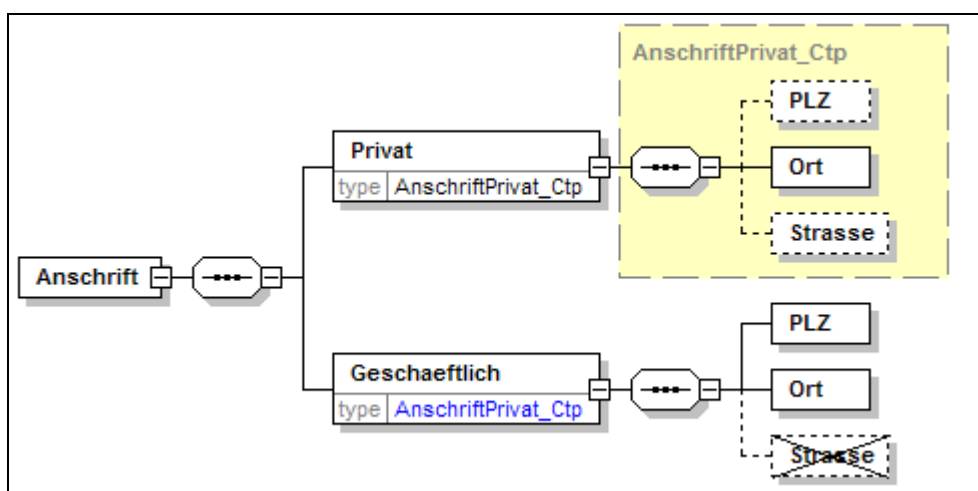 AnschriftPrivat_Ctp
PLZ
Privat
type AnschriftPrivat_Ctp
Ort
Strasse
Anschrift
PLZ
Geschaeftlich
type AnschriftPrivat_Ctp
Ort
Strasse